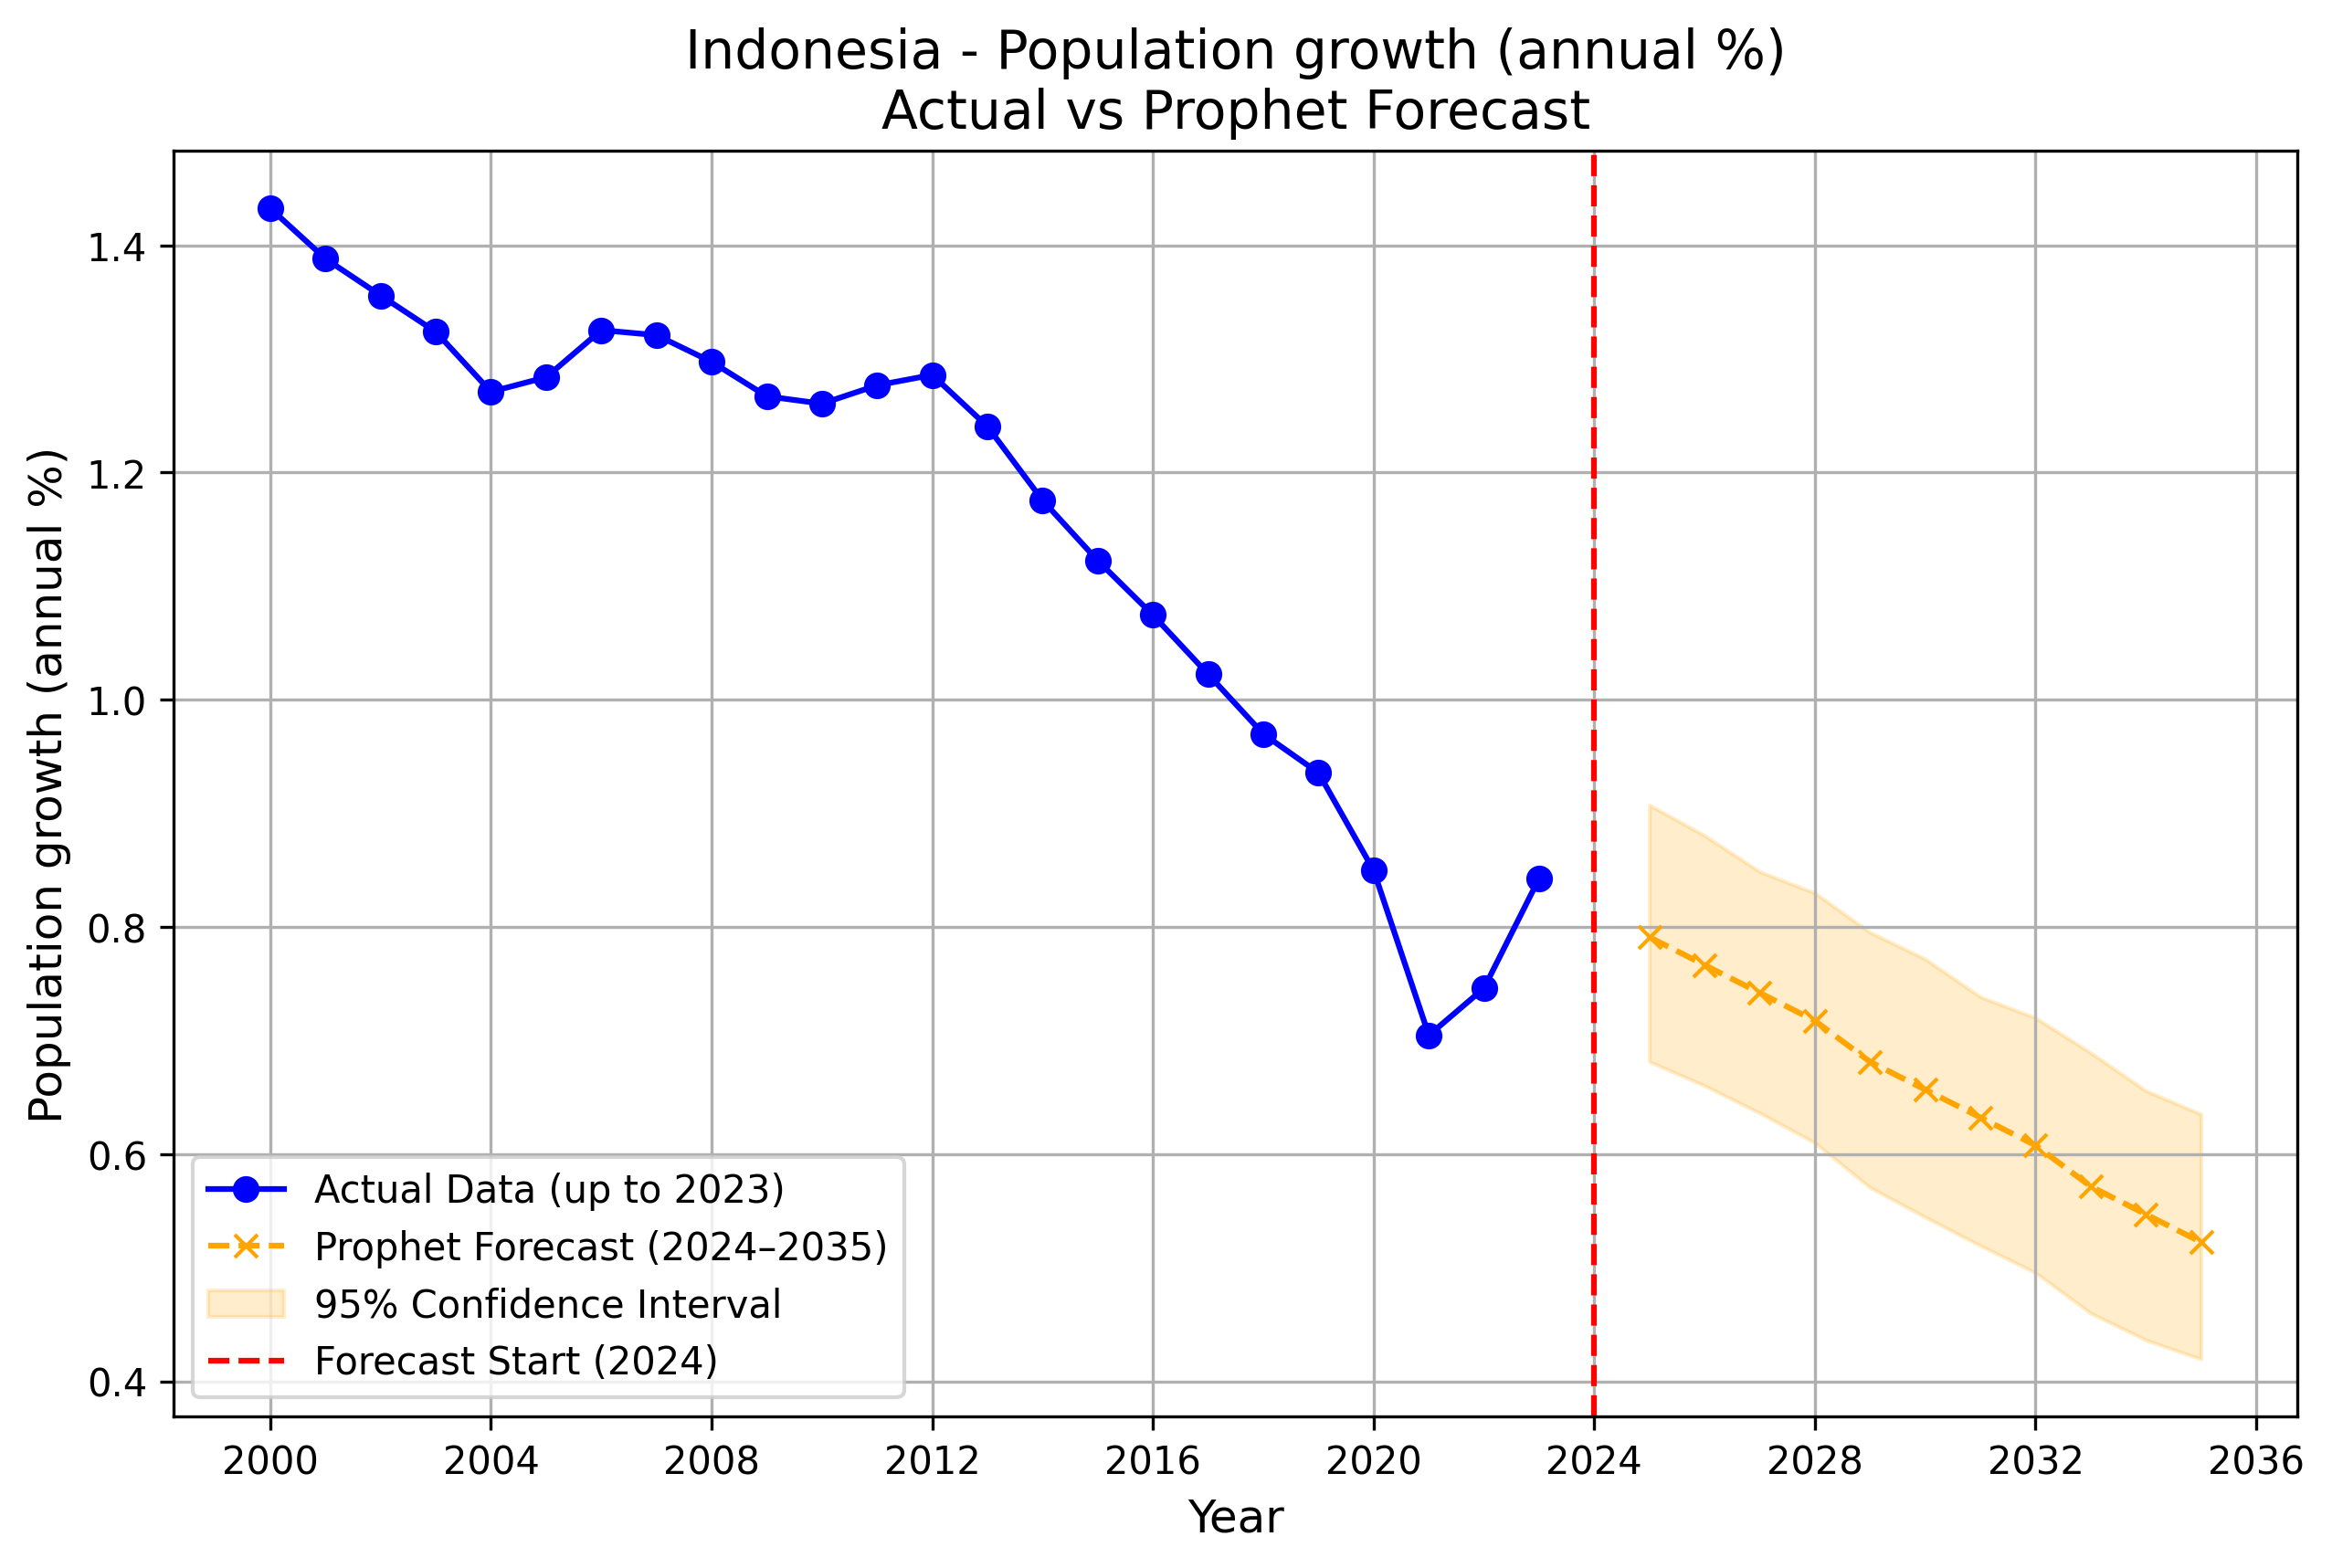 Indonesia - Population growth (annual %)
Actual vs Prophet Forecast
Population growth (annual %)
1.4
1.2
1.0
0.8
0.6
0.4
Actual Data (up to 2023)
Prophet Forecast (2024–2035)
95% Confidence Interval
Forecast Start (2024)
2000 2004 2008 2012 2016 2020 2024 2028 2032 2036
Year